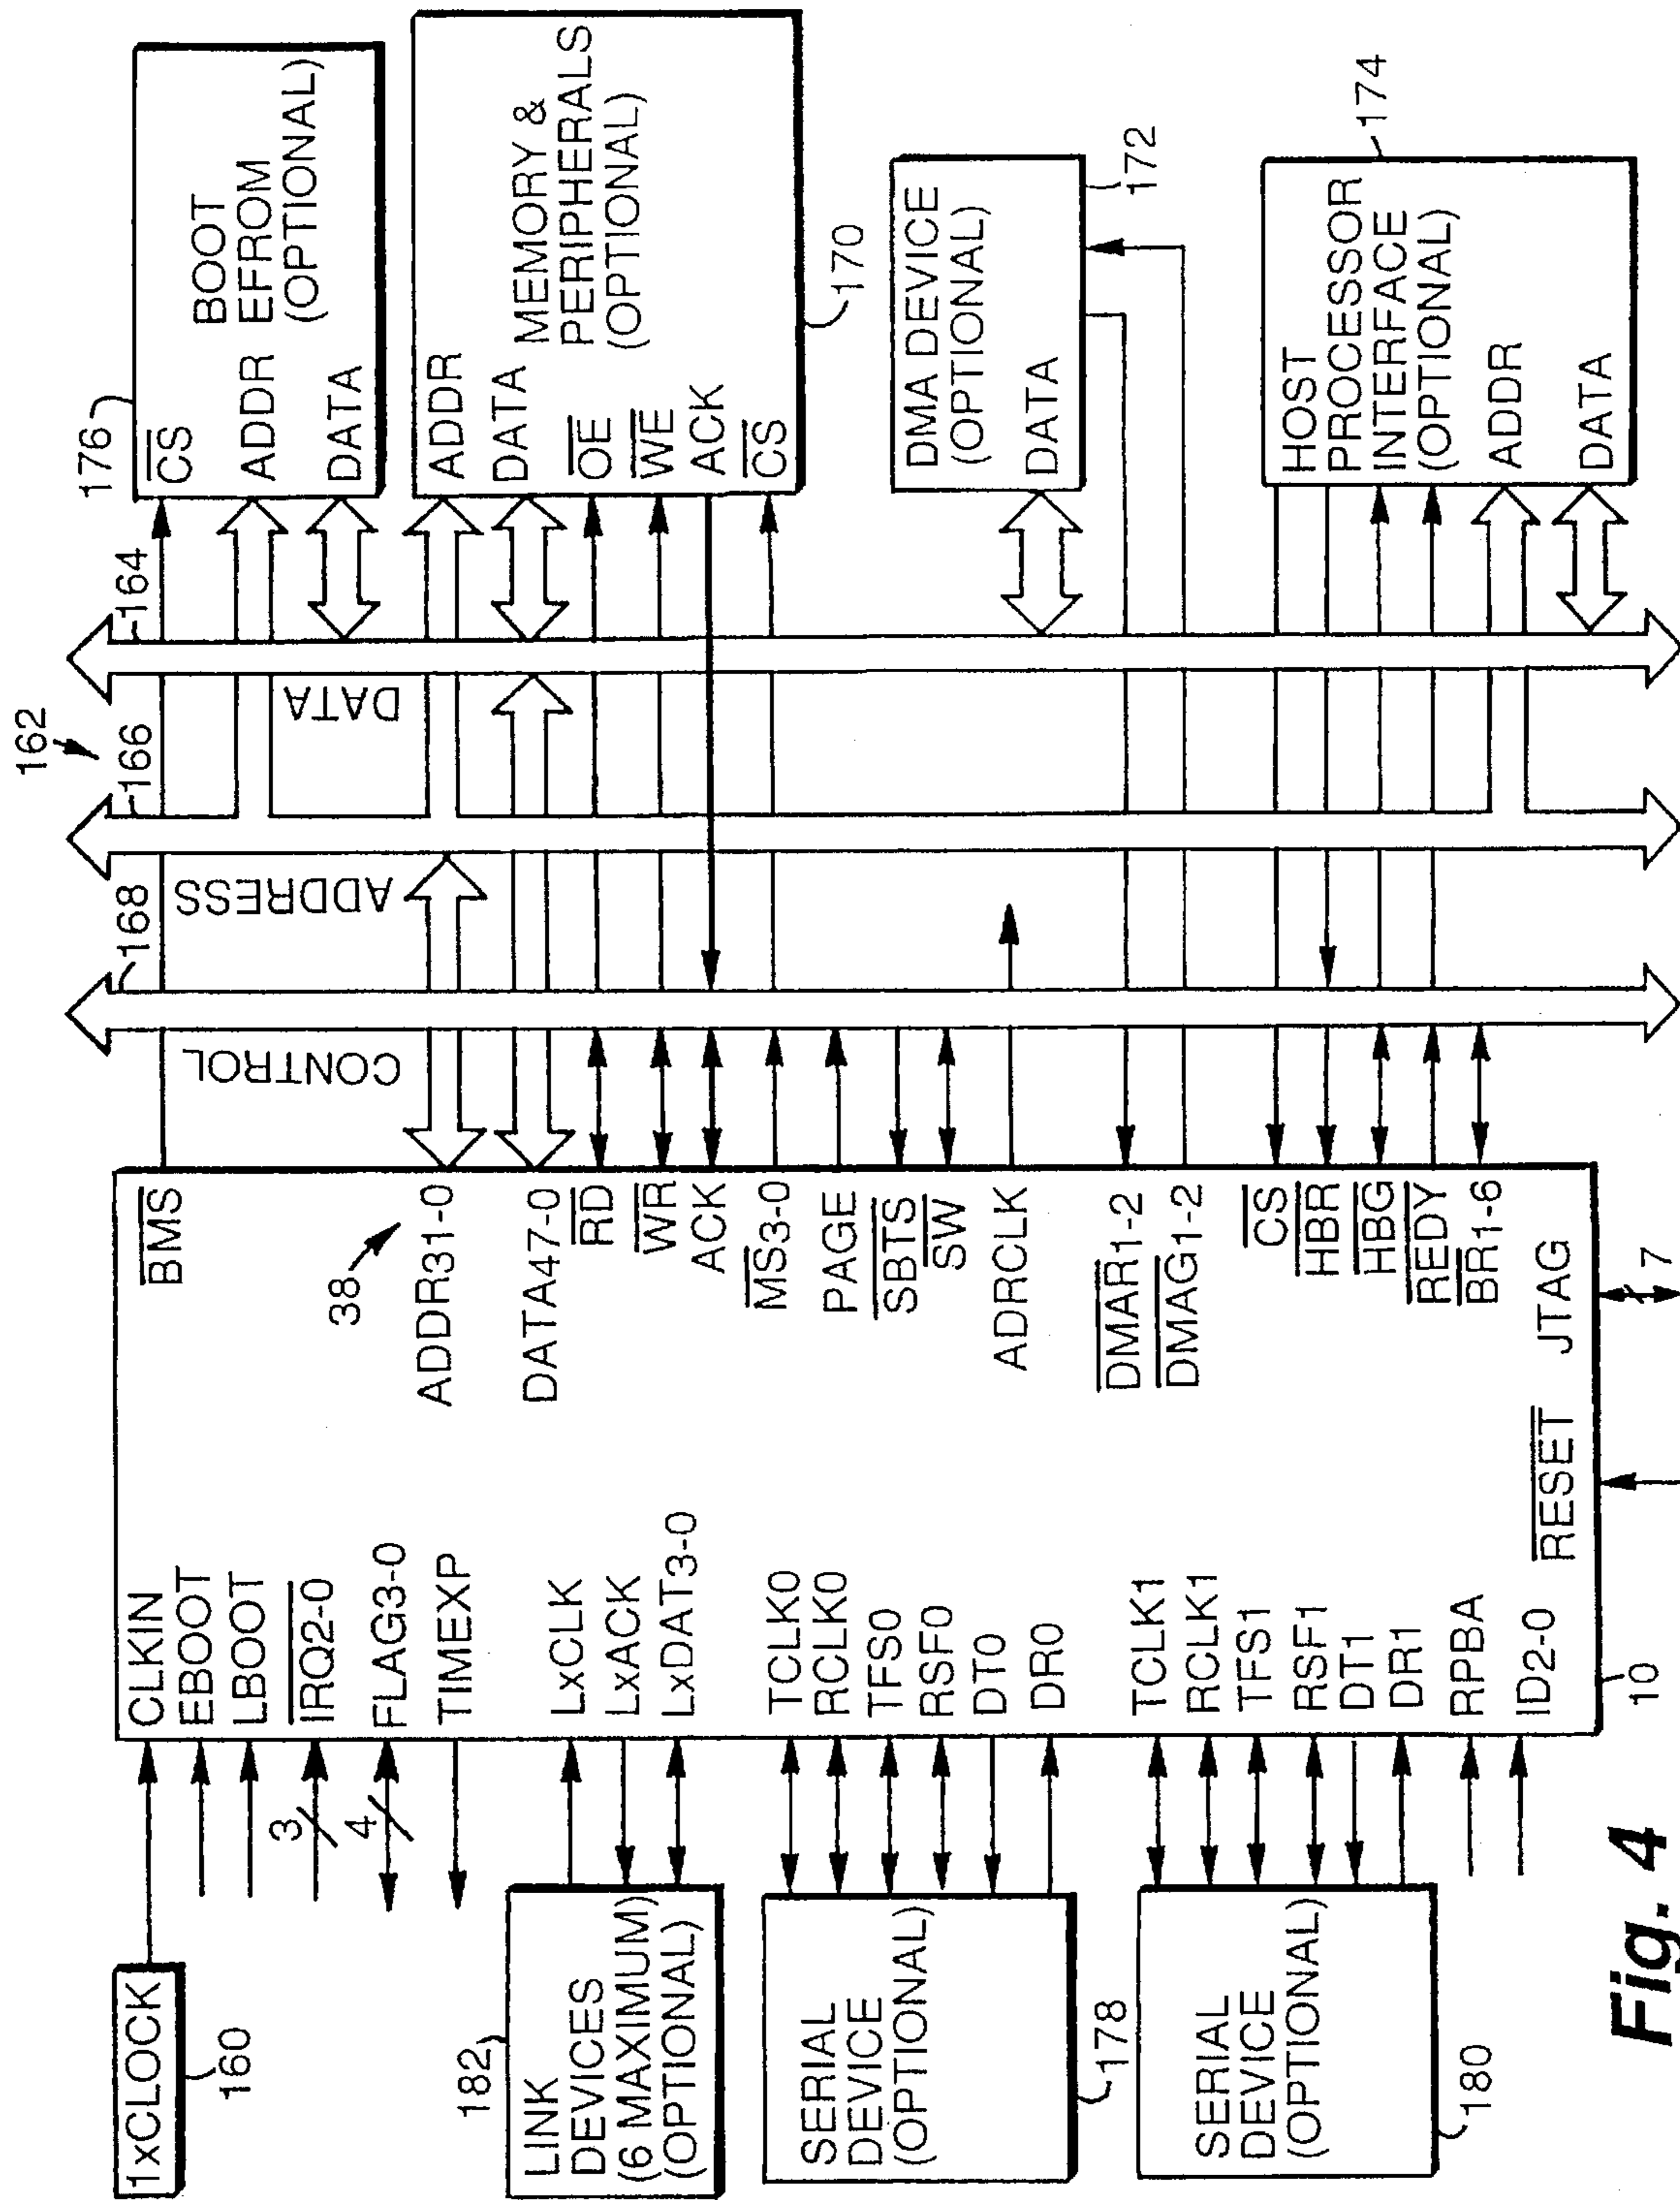 1xCLOCK
160
182
LINK
DEVICES
(6 MAXIMUM)
(OPTIONAL)
SERIAL
DEVICE
(OPTIONAL)
178
SERIAL
DEVICE
(OPTIONAL)
180
3
4
CLKIN
EBOOT
LBOOT
IRQ2-0
FLAG3-0
TIMEXP
LxCLK
LxACK
LxDAT3-0
TCLK0
RCLK0
TFS0
RSF0
DT0
DR0
TCLK1
RCLK1
TFS1
RSF1
DT1
DR1
RPBA
ID2-0
10
RESET
JTAG
7
BMS
38
ADDR31-0
DATA47-0
RD
WR
ACK
MS3-0
PAGE
SBTS
SW
ADRCLK
DMAR1-2
DMAG1-2
CS
HBR
HBG
REDY
BR1-6
CONTROL
168
ADDRESS
166
162
DATA
164
176
CS
ADDR
DATA
BOOT
EFROM
(OPTIONAL)
ADDR
DATA
OE
WE
ACK
CS
MEMORY &
PERIPHERALS
(OPTIONAL)
170
DMA DEVICE
(OPTIONAL)
DATA
172
HOST
PROCESSOR
INTERFACE
(OPTIONAL)
ADDR
DATA
174
Fig. 4